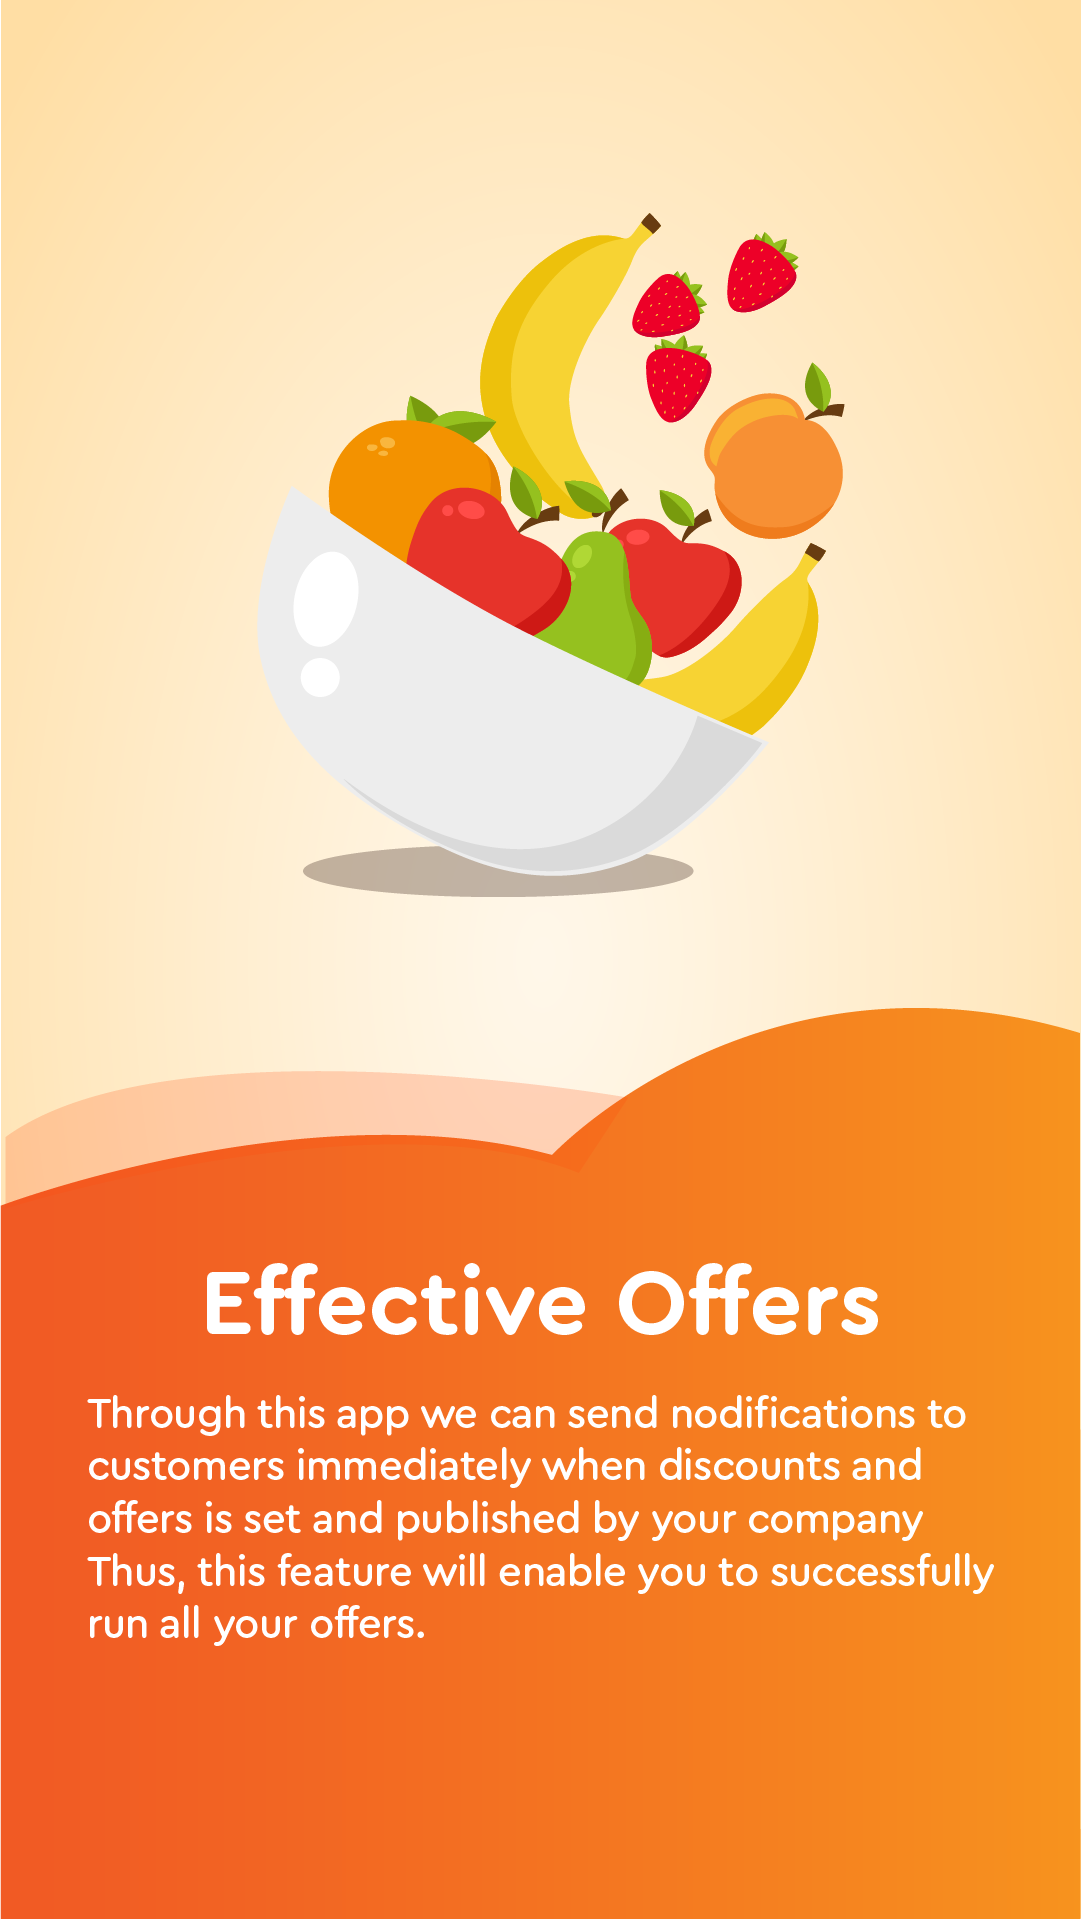 Effective Offers
Through this app we can send nodifications to
customers immediately when discounts and
offers is set and published by your company
Thus, this feature will enable you to successfully
run all your offers.